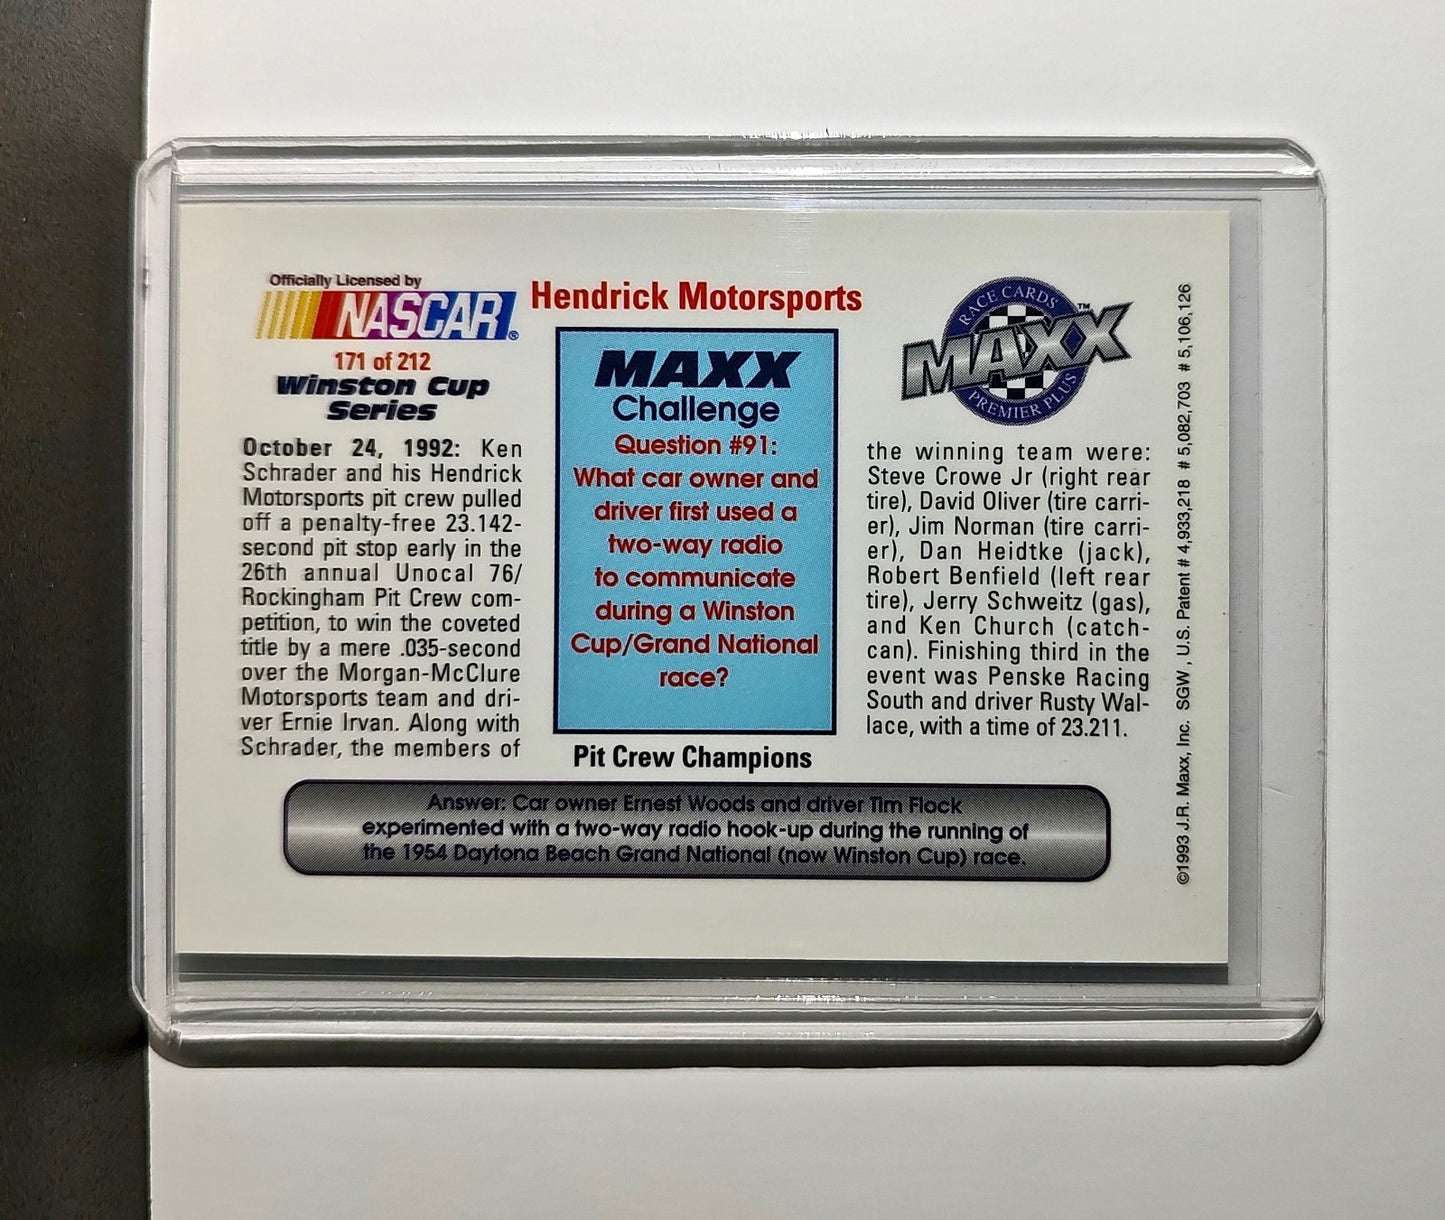 Officially Licensed by
NASCAR®
171 of 212
Winston Cup
Series
October 24, 1992: Ken
Schrader and his Hendrick
Motorsports pit crew pulled
off a penalty-free 23.142-
second pit stop early in the
26th annual Unocal 76/
Rockingham Pit Crew com-
petition, to win the coveted
title by a mere .035-second
over the Morgan-McClure
Motorsports team and dri-
ver Ernie Irvan. Along with
Schrader, the members of
Hendrick Motorsports
MAXX
Challenge
Question #91:
What car owner and
driver first used a
two-way radio
to communicate
during a Winston
Cup/Grand National
race?
Pit Crew Champions
RACE CARDS
MAXX™
PREMIER PLUS
the winning team were:
Steve Crowe Jr (right rear
tire), David Oliver (tire carri-
er), Jim Norman (tire carri-
er), Dan Heidtke (jack),
Robert Benfield (left rear
tire), Jerry Schweitz (gas),
and Ken Church (catch-
can). Finishing third in the
event was Penske Racing
South and driver Rusty Wal-
lace, with a time of 23.211.
Answer: Car owner Ernest Woods and driver Tim Flock
experimented with a two-way radio hook-up during the running of
the 1954 Daytona Beach Grand National (now Winston Cup) race.
©1993 J.R. Maxx, Inc. SGW, U.S. Patent # 4,933,218 # 5,082,703 # 5,106,126